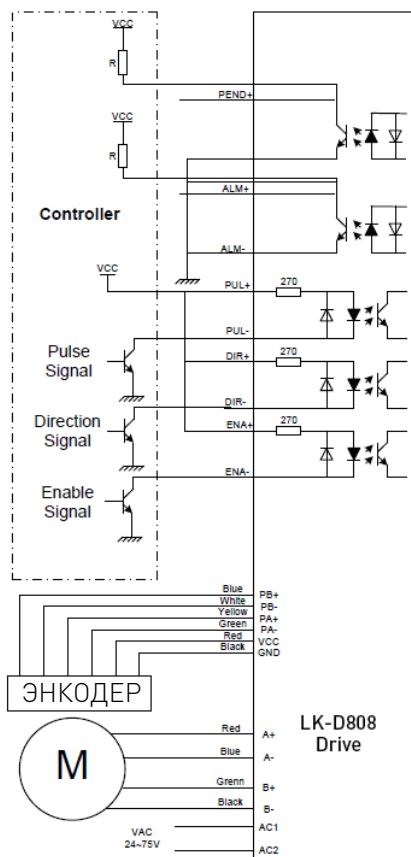 VCC
R
PEND+
VCC
R
ALM+
Controller
ALM-
VCC
PUL+
270
PUL-
Pulse
Signal
DIR+
270
DIR-
Direction
Signal
ENA+
270
ENA-
Enable
Signal
Blue PB+
White PB-
Yellow PA+
Green PA-
Red VCC
Black GND
ЭНКОДЕР
M
Red A+
Blue A-
Grenn B+
Black B-
LK-D808
Drive
VAC
24~75V
AC1
AC2